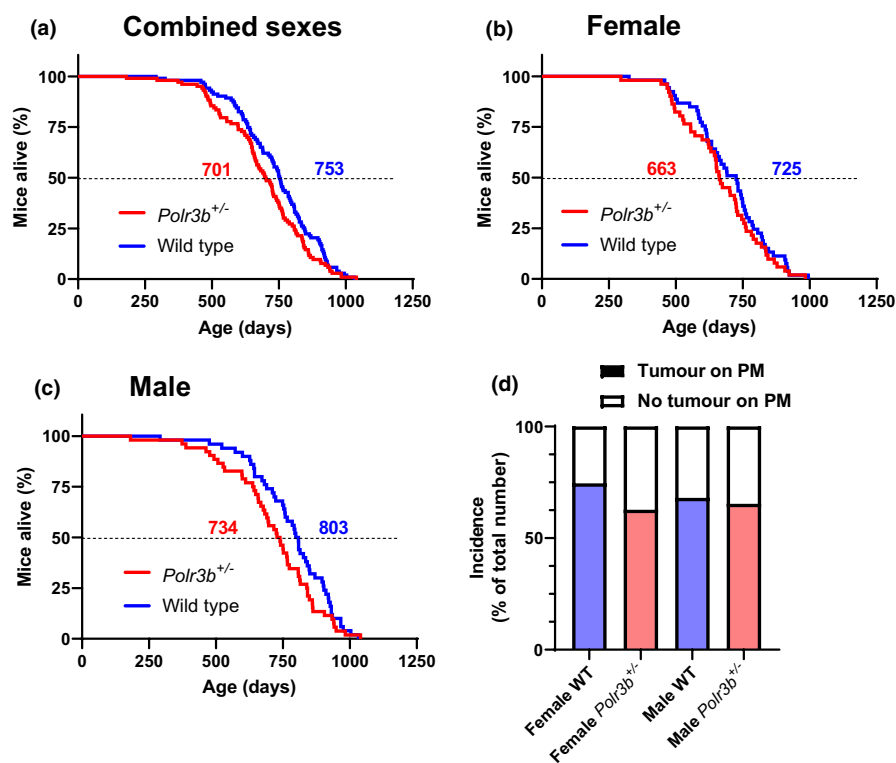 (a) Combined sexes
Mice alive (%)
100
75
50
25
0
701
753
Polr3b+/-
Wild type
0 250 500 750 1000 1250
Age (days)
(b) Female
Mice alive (%)
100
75
50
25
0
663
725
Polr3b+/-
Wild type
0 250 500 750 1000 1250
Age (days)
(c) Male
Mice alive (%)
100
75
50
25
0
734
803
Polr3b+/-
Wild type
0 250 500 750 1000 1250
Age (days)
(d)
Tumour on PM
No tumour on PM
Incidence
(% of total number)
100
50
0
Female WT
Female Polr3b+/-
Male WT
Male Polr3b+/-